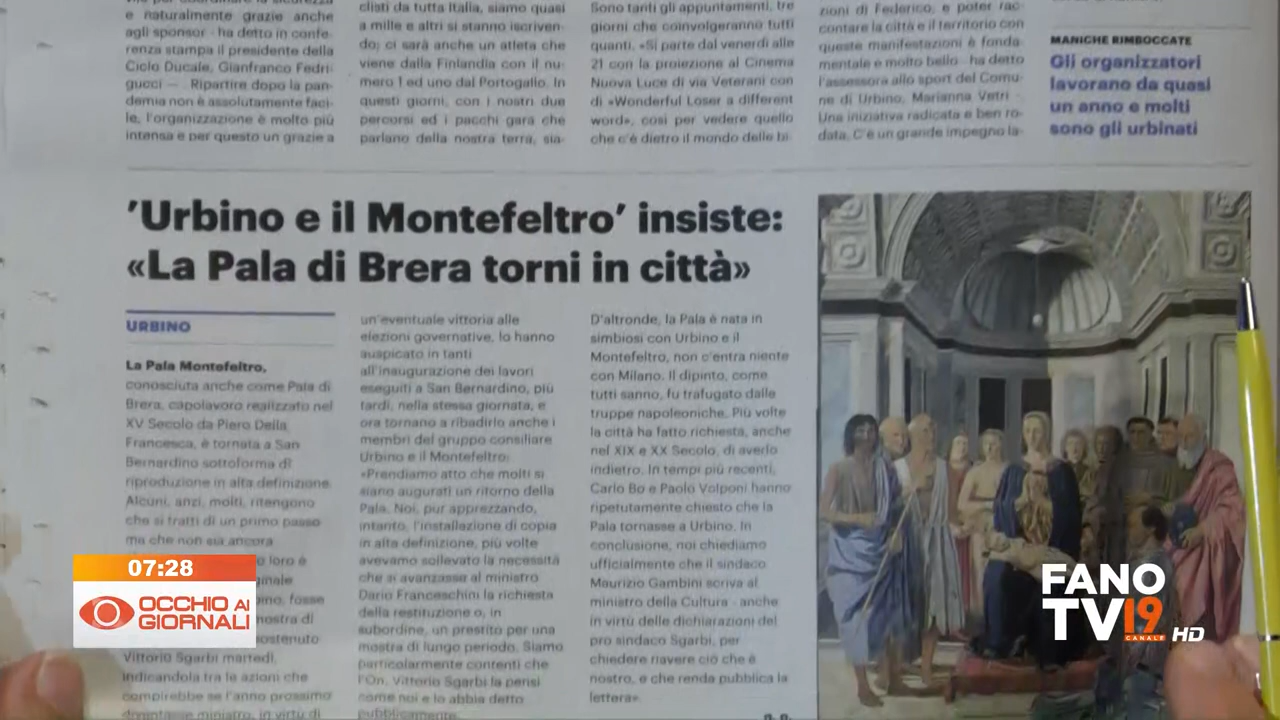 e naturalmente grazie anche
agli sponsor - ha detto in confe-
renza stampa il presidente della
Ciclo Ducale, Gianfranco Fedri-
gucci – . Ripartire dopo la pan-
demia non è assolutamente faci-
le, l'organizzazione è molto più
intensa e per questo un grazie a
clisti da tutta Italia, siamo quasi
a mille e altri si stanno iscriven-
do; ci sarà anche un atleta che
viene dalla Finlandia con il nu-
mero 1 ed uno dal Portogallo. In
questi giorni, con i nostri due
percorsi ed i pacchi gara che
parlano della nostra terra, sia-
Sono tanti gli appuntamenti, tre
giorni che coinvolgeranno tutti
quanti. «Si parte dal venerdì alle
21 con la proiezione al Cinema
Nuova Luce di via Veterani con
di «Wonderful Loser a different
word», così per vedere quello
che c'è dietro il mondo delle bi-
zioni di Federico, e poter rac-
contare la città e il territorio con
queste manifestazioni è fonda-
mentale e molto bello - ha detto
l'assessora allo sport del Comu-
ne di Urbino, Marianna Vetri -.
Una iniziativa radicata e ben ro-
data. C'è un grande impegno la-
MANICHE RIMBOCCATE
Gli organizzatori
lavorano da quasi
un anno e molti
sono gli urbinati
'Urbino e il Montefeltro' insiste:
«La Pala di Brera torni in città»
URBINO
La Pala Montefeltro,
conosciuta anche come Pala di
Brera, capolavoro realizzato nel
XV Secolo da Piero Della
Francesca, è tornata a San
Bernardino sottoforma di
riproduzione in alta definizione.
Alcuni, anzi, molti, ritengono
che si tratti di un primo passo
ma che non sia ancora
loro è
fosse
ostra di
Vittorio Sgarbi martedì,
indicandola tra le azioni che
compirebbe se l'anno prossimo
diventasse ministro, in virtù di
un'eventuale vittoria alle
elezioni governative, lo hanno
auspicato in tanti
all'inaugurazione dei lavori
eseguiti a San Bernardino, più
tardi, nella stessa giornata, e
ora tornano a ribadirlo anche i
membri del gruppo consiliare
Urbino e il Montefeltro:
«Prendiamo atto che molti si
siano augurati un ritorno della
Pala. Noi, pur apprezzando,
intanto, l'installazione di copia
in alta definizione, più volte
avevamo sollevato la necessità
che si avanzasse al ministro
Dario Franceschini la richiesta
della restituzione o, in
subordine, un prestito per una
mostra di lungo periodo. Siamo
particolarmente contenti che
l'On. Vittorio Sgarbi la pensi
come noi e lo abbia detto
pubblicamente.
D'altronde, la Pala è nata in
simbiosi con Urbino e il
Montefeltro, non c'entra niente
con Milano. Il dipinto, come
tutti sanno, fu trafugato dalle
truppe napoleoniche. Più volte
la città ha fatto richiesta, anche
nel XIX e XX Secolo, di averlo
indietro. In tempi più recenti,
Carlo Bo e Paolo Volponi hanno
ripetutamente chiesto che la
Pala tornasse a Urbino. In
conclusione, noi chiediamo
ufficialmente che il sindaco
Maurizio Gambini scriva al
ministro della Cultura - anche
in virtù delle dichiarazioni del
pro sindaco Sgarbi, per
chiedere riavere ciò che è
nostro, e che renda pubblica la
lettera».
07:28
OCCHIO AI
GIORNALI
FANO
TV19
CANALE
HD